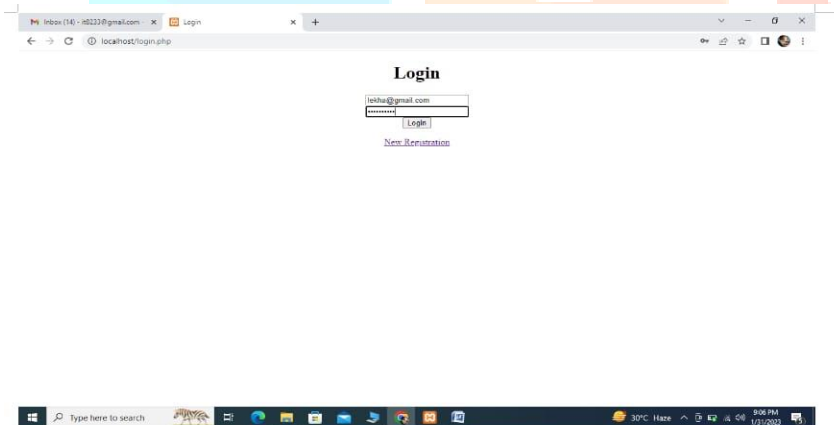 Inbox (14) - it8233@gmail.com
Login
localhost/login.php
Login
lekha@gmail.com
••••••••••
Login
New Registration
Type here to search
30°C Haze
9:06 PM
1/31/2023